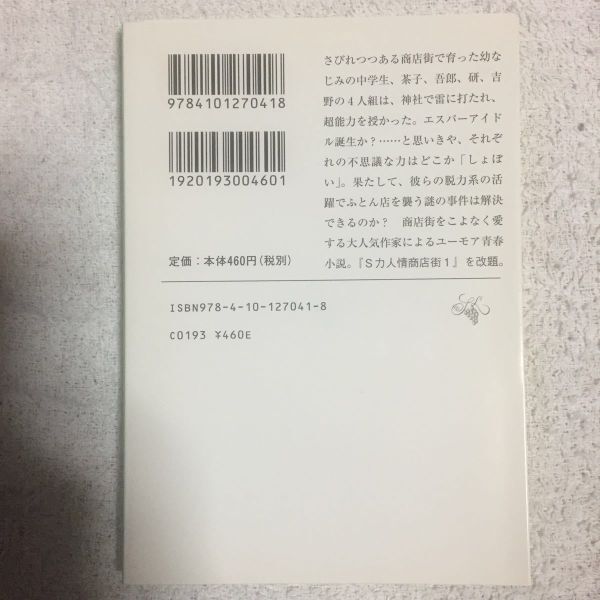 9784101270418
1920193004601
定価：本体460円（税別）
さびれつつある商店街で育った幼な
じみの中学生、茶子、吾郎、研、吉
野の４人組は、神社で雷に打たれ、
超能力を授かった。エスパーアイド
ル誕生か？……と思いきや、それぞ
れの不思議な力はどこか「しょぼ
い」。果たして、彼らの脱力系の活
躍でふとん店を襲う謎の事件は解決
できるのか？　商店街をこよなく愛
する大人気作家によるユーモア青春
小説。『Ｓ力人情商店街１』を改題。
ISBN978-4-10-127041-8
C0193 ¥460E